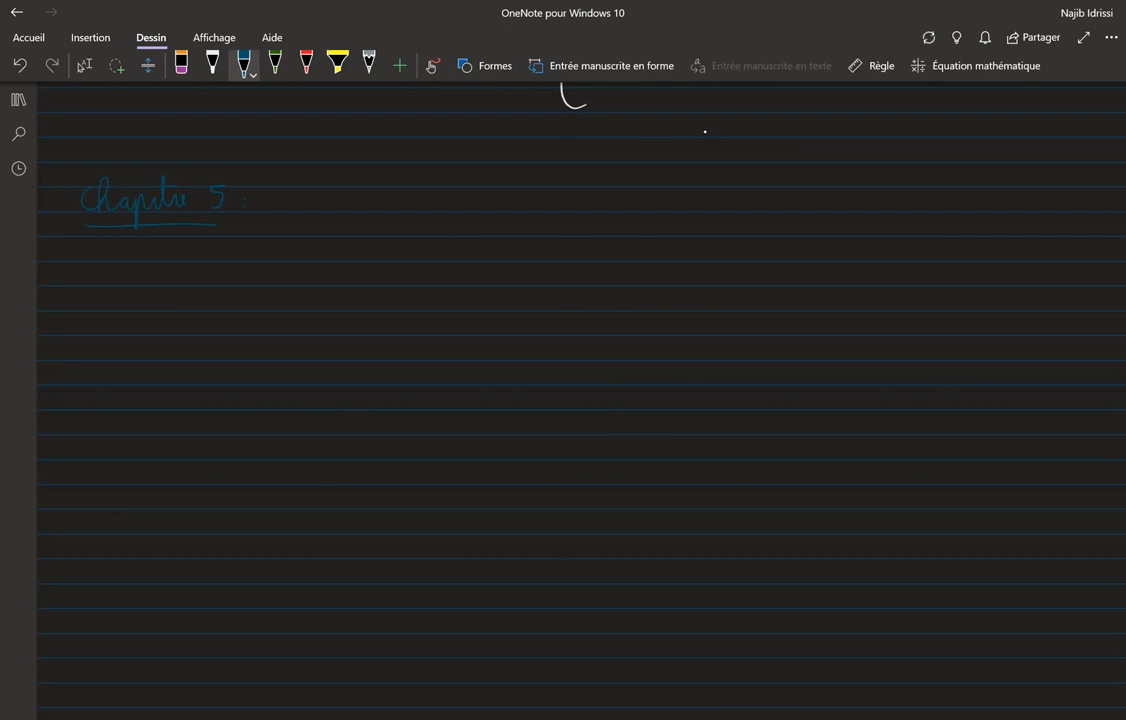 OneNote pour Windows 10
Najib Idrissi
Accueil Insertion Dessin Affichage Aide
Partager
Formes Entrée manuscrite en forme Entrée manuscrite en texte Règle Équation mathématique
Chapitre 5 :